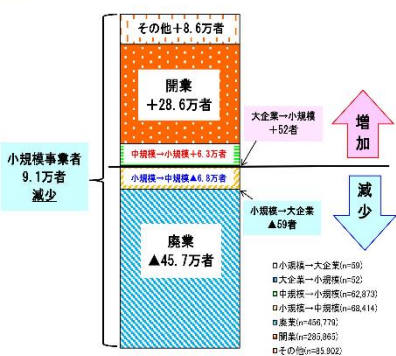 その他+8.6万者
開業
+28.6万者
大企業→小規模
+52者
増加
中規模→小規模+6.3万者
小規模事業者
9.1万者
減少
小規模→中規模▲6.8万者
減少
小規模→大企業
▲59者
廃業
▲45.7万者
小規模→大企業(n=59)
大企業→小規模(n=52)
中規模→小規模(n=62,873)
小規模→中規模(n=68,414)
廃業(n=456,779)
開業(n=285,865)
その他(n=85,902)